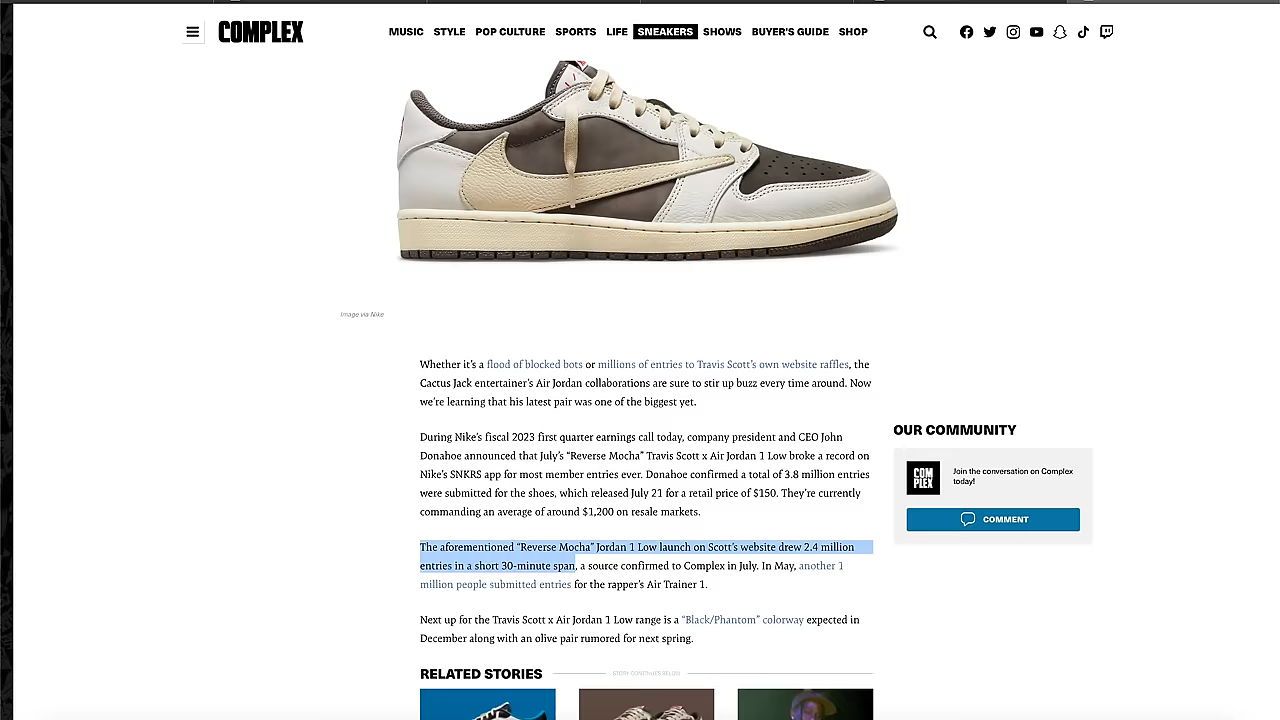 COMPLEX
MUSIC STYLE POP CULTURE SPORTS LIFE SNEAKERS SHOWS BUYER'S GUIDE SHOP
Image via Nike
Whether it's a flood of blocked bots or millions of entries to Travis Scott's own website raffles, the
Cactus Jack entertainer's Air Jordan collaborations are sure to stir up buzz every time around. Now
we're learning that his latest pair was one of the biggest yet.
During Nike's fiscal 2023 first quarter earnings call today, company president and CEO John
Donahoe announced that July's “Reverse Mocha” Travis Scott x Air Jordan 1 Low broke a record on
Nike's SNKRS app for most member entries ever. Donahoe confirmed a total of 3.8 million entries
were submitted for the shoes, which released July 21 for a retail price of $150. They're currently
commanding an average of around $1,200 on resale markets.
The aforementioned “Reverse Mocha” Jordan 1 Low launch on Scott's website drew 2.4 million
entries in a short 30-minute span, a source confirmed to Complex in July. In May, another 1
million people submitted entries for the rapper's Air Trainer 1.
Next up for the Travis Scott x Air Jordan 1 Low range is a “Black/Phantom” colorway expected in
December along with an olive pair rumored for next spring.
OUR COMMUNITY
COM
PLEX
Join the conversation on Complex
today!
COMMENT
RELATED STORIES
STORY CONTINUES BELOW